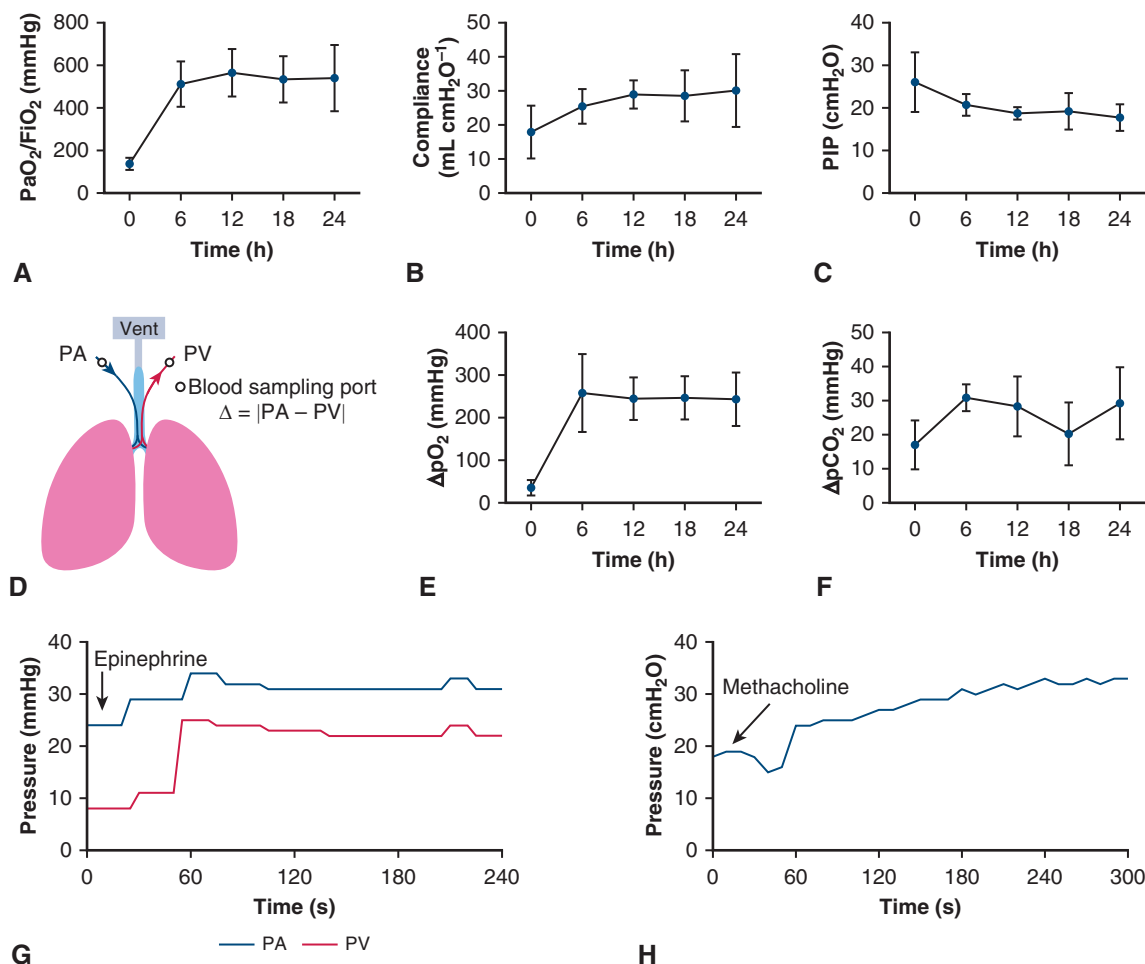 PaO₂/FiO₂ (mmHg)
800
600
400
200
0
0 6 12 18 24
Time (h)
A
Compliance
(mL cmH₂O⁻¹)
50
40
30
20
10
0
0 6 12 18 24
Time (h)
B
PIP (cmH₂O)
40
30
20
10
0
0 6 12 18 24
Time (h)
C
Vent
PA
PV
Blood sampling port
Δ = |PA − PV|
D
ΔpO₂ (mmHg)
400
300
200
100
0
0 6 12 18 24
Time (h)
E
ΔpCO₂ (mmHg)
50
40
30
20
10
0
0 6 12 18 24
Time (h)
F
Pressure (mmHg)
40
30
20
10
0
Epinephrine
0 60 120 180 240
Time (s)
PA PV
G
Pressure (cmH₂O)
40
30
20
10
0
Methacholine
0 60 120 180 240 300
Time (s)
H